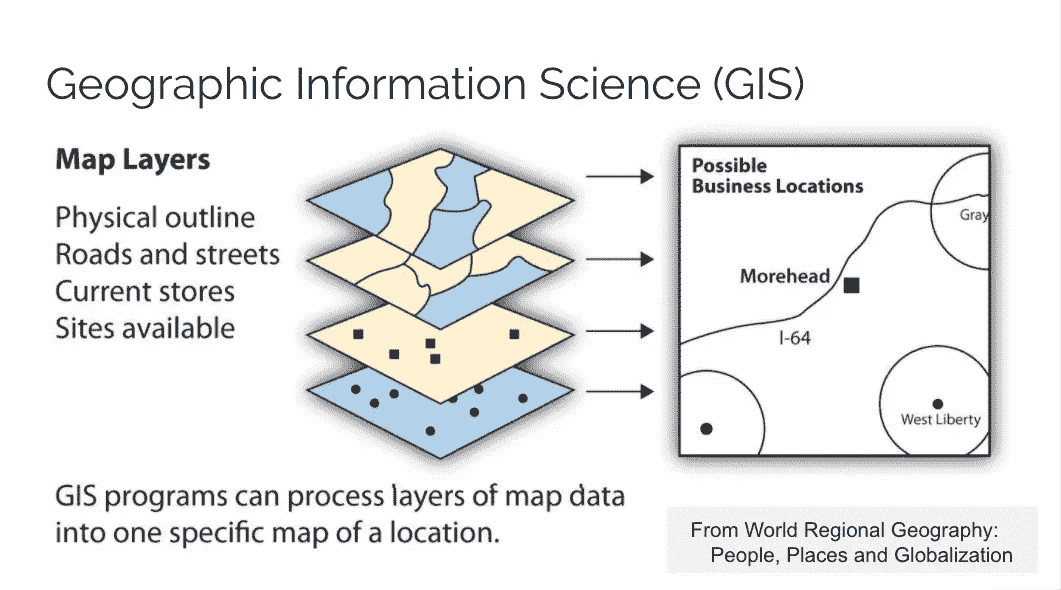 Geographic Information Science (GIS)
Map Layers
Physical outline
Roads and streets
Current stores
Sites available
Possible
Business Locations
Gray
Morehead
I-64
West Liberty
GIS programs can process layers of map data
into one specific map of a location.
From World Regional Geography:
People, Places and Globalization